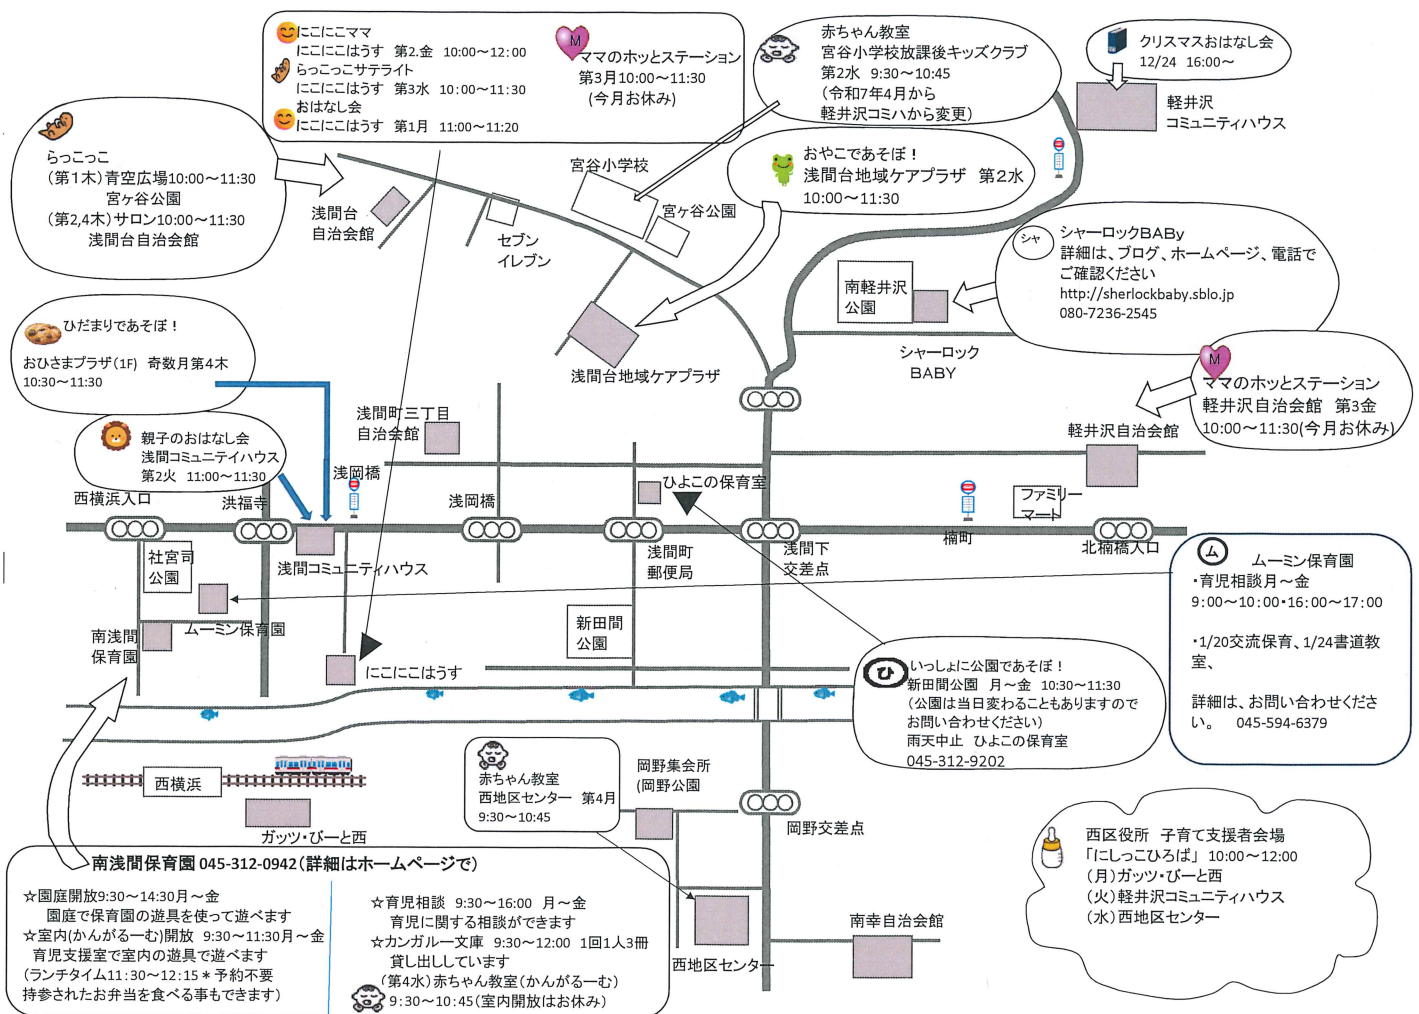 にこにこママ
にこにこはうす 第2.金 10:00～12:00
らっこっこサテライト
にこにこはうす 第3水 10:00～11:30
おはなし会
にこにこはうす 第1月 11:00～11:20
M
ママのホッとステーション
第3月10:00～11:30
(今月お休み)
赤ちゃん教室
宮谷小学校放課後キッズクラブ
第2水 9:30～10:45
(令和7年4月から
軽井沢コミハから変更)
クリスマスおはなし会
12/24 16:00～
軽井沢
コミュニティハウス
らっこっこ
(第1木)青空広場10:00～11:30
宮ヶ谷公園
(第2,4木)サロン10:00～11:30
浅間台自治会館
浅間台
自治会館
セブン
イレブン
宮谷小学校
宮ヶ谷公園
おやこであそぼ！
浅間台地域ケアプラザ 第2水
10:00～11:30
シャ
シャーロックBABy
詳細は、ブログ、ホームページ、電話で
ご確認ください
http://sherlockbaby.sblo.jp
080-7236-2545
南軽井沢
公園
シャーロック
BABY
浅間台地域ケアプラザ
ひだまりであそぼ！
おひさまプラザ(1F) 奇数月第4木
10:30～11:30
M
ママのホッとステーション
軽井沢自治会館 第3金
10:00～11:30(今月お休み)
親子のおはなし会
浅間コミュニテイハウス
第2火 11:00～11:30
浅間町三丁目
自治会館
軽井沢自治会館
浅岡橋
ひよこの保育室
西横浜入口
洪福寺
浅岡橋
ファミリー
マート
楠町
北楠橋入口
浅間町
郵便局
浅間下
交差点
社宮司
公園
浅間コミュニティハウス
ム
ムーミン保育園
・育児相談月～金
9:00～10:00・16:00～17:00
・1/20交流保育、1/24書道教
室、
詳細は、お問い合わせくださ
い。 045-594-6379
南浅間
保育園
ムーミン保育園
新田間
公園
にこにこはうす
ひ
いっしょに公園であそぼ！
新田間公園 月～金 10:30～11:30
(公園は当日変わることもありますので
お問い合わせください)
雨天中止 ひよこの保育室
045-312-9202
西横浜
ガッツ・びーと西
赤ちゃん教室
西地区センター 第4月
9:30～10:45
岡野集会所
(岡野公園
岡野交差点
西区役所 子育て支援者会場
「にしっこひろば」 10:00～12:00
(月)ガッツ・びーと西
(火)軽井沢コミュニティハウス
(水)西地区センター
南浅間保育園 045-312-0942(詳細はホームページで)
☆園庭開放9:30～14:30月～金
園庭で保育園の遊具を使って遊べます
☆室内(かんがるーむ)開放 9:30～11:30月～金
育児支援室で室内の遊具で遊べます
(ランチタイム11:30～12:15＊予約不要
持参されたお弁当を食べる事もできます)
☆育児相談 9:30～16:00 月～金
育児に関する相談ができます
☆カンガルー文庫 9:30～12:00 1回1人3冊
貸し出ししています
(第4水)赤ちゃん教室(かんがるーむ)
9:30～10:45(室内開放はお休み)
西地区センター
南幸自治会館